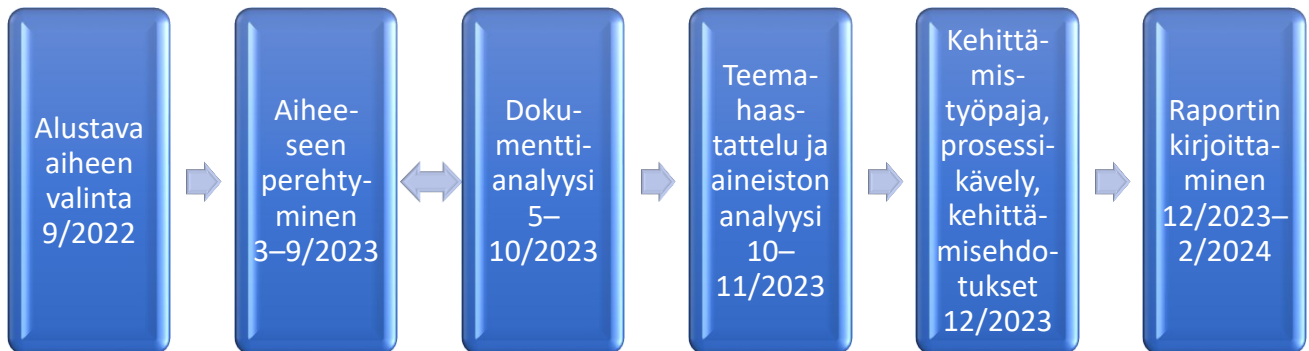 Alustava
aiheen
valinta
9/2022
Aihee-
seen
perehty-
minen
3–9/2023
Doku-
mentti-
analyysi
5–
10/2023
Teema-
haas-
tattelu ja
aineiston
analyysi
10–
11/2023
Kehittä-
mis-
työpaja,
prosessi-
kävely,
kehittä-
misehdo-
tukset
12/2023
Raportin
kirjoitta-
minen
12/2023–
2/2024